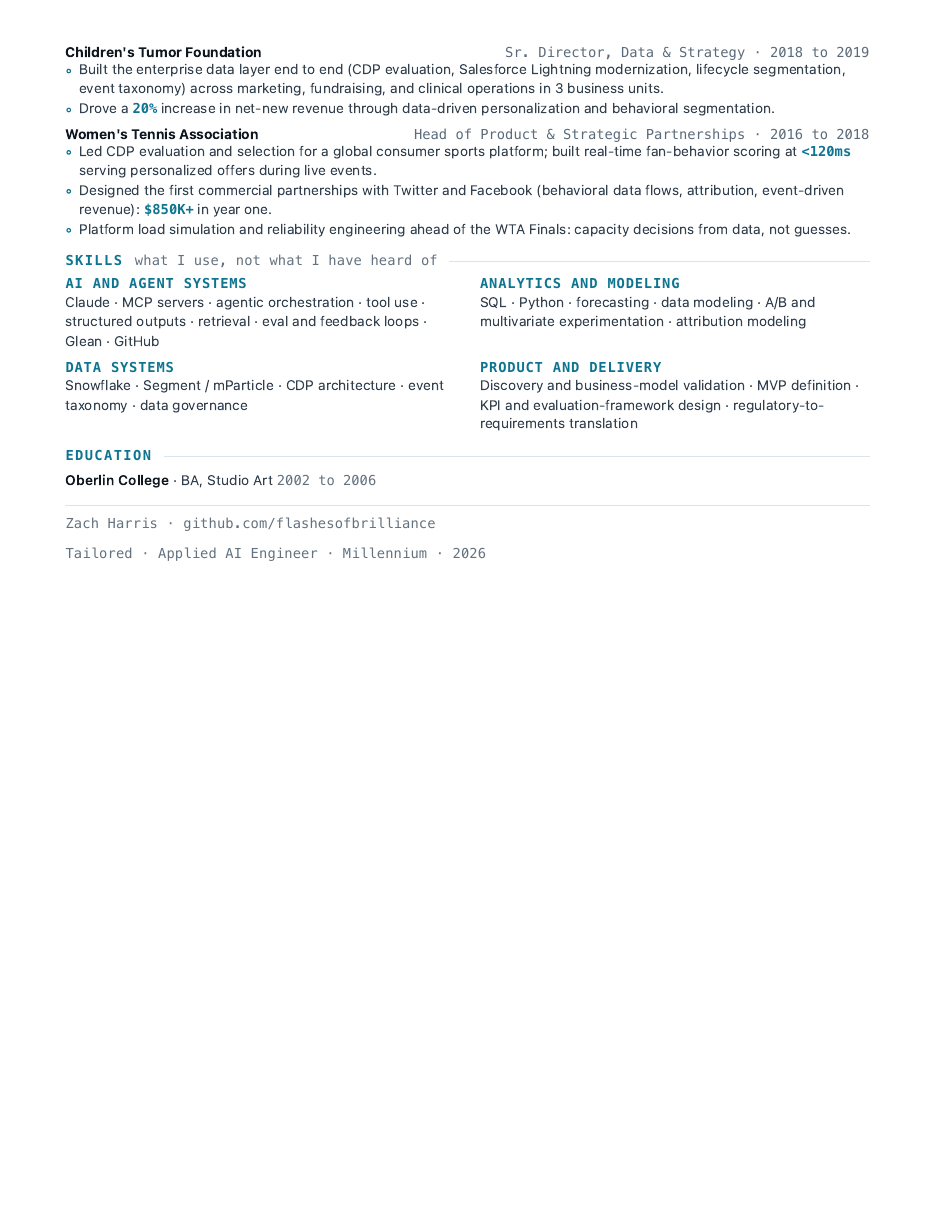 Children's Tumor Foundation Sr. Director, Data & Strategy · 2018 to 2019
Built the enterprise data layer end to end (CDP evaluation, Salesforce Lightning modernization, lifecycle segmentation,
event taxonomy) across marketing, fundraising, and clinical operations in 3 business units.
Drove a 20% increase in net-new revenue through data-driven personalization and behavioral segmentation.
Women's Tennis Association Head of Product & Strategic Partnerships · 2016 to 2018
Led CDP evaluation and selection for a global consumer sports platform; built real-time fan-behavior scoring at <120ms
serving personalized offers during live events.
Designed the first commercial partnerships with Twitter and Facebook (behavioral data flows, attribution, event-driven
revenue): $850K+ in year one.
Platform load simulation and reliability engineering ahead of the WTA Finals: capacity decisions from data, not guesses.
SKILLS what I use, not what I have heard of
AI AND AGENT SYSTEMS
Claude · MCP servers · agentic orchestration · tool use ·
structured outputs · retrieval · eval and feedback loops ·
Glean · GitHub
ANALYTICS AND MODELING
SQL · Python · forecasting · data modeling · A/B and
multivariate experimentation · attribution modeling
DATA SYSTEMS
Snowflake · Segment / mParticle · CDP architecture · event
taxonomy · data governance
PRODUCT AND DELIVERY
Discovery and business-model validation · MVP definition ·
KPI and evaluation-framework design · regulatory-to-
requirements translation
EDUCATION
Oberlin College · BA, Studio Art 2002 to 2006
Zach Harris · github.com/flashesofbrilliance
Tailored · Applied AI Engineer · Millennium · 2026